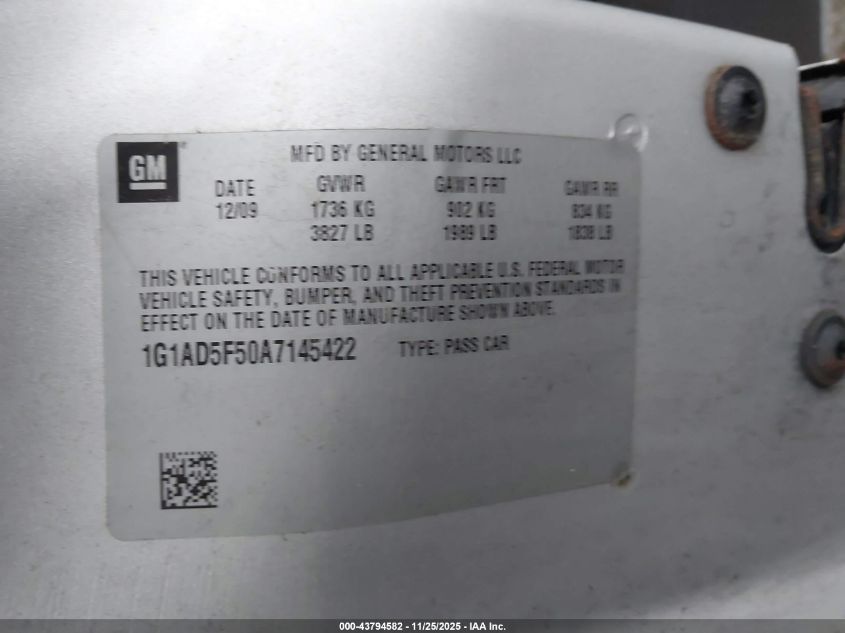 GM
MFD BY GENERAL MOTORS LLC
DATE GVWR GAWR FRT GAWR RR
12/09 1736 KG 902 KG 834 KG
3827 LB 1989 LB 1838 LB
THIS VEHICLE CONFORMS TO ALL APPLICABLE U.S. FEDERAL MOTOR
VEHICLE SAFETY, BUMPER, AND THEFT PREVENTION STANDARDS IN
EFFECT ON THE DATE OF MANUFACTURE SHOWN ABOVE.
1G1AD5F50A7145422 TYPE: PASS CAR
000-43794582 - 11/25/2025 - IAA Inc.